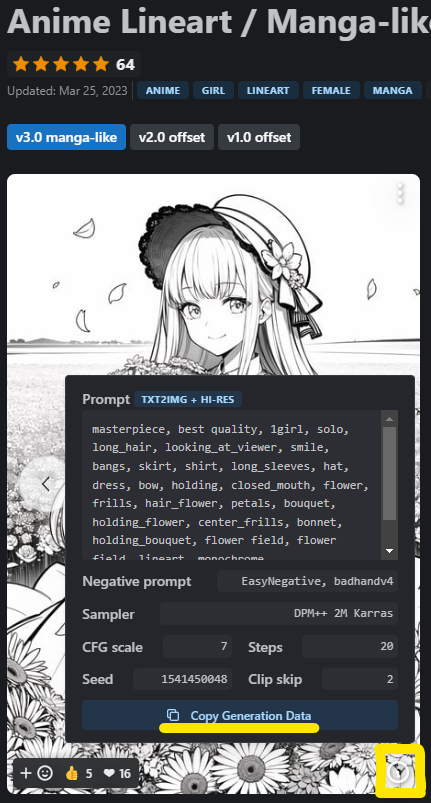 Anime Lineart / Manga-lik
64
Updated: Mar 25, 2023 ANIME GIRL LINEART FEMALE MANGA
v3.0 manga-like v2.0 offset v1.0 offset
Prompt TXT2IMG + HI-RES
masterpiece, best quality, 1girl, solo,
long_hair, looking_at_viewer, smile,
bangs, skirt, shirt, long_sleeves, hat,
dress, bow, holding, closed_mouth, flower,
frills, hair_flower, petals, bouquet,
holding_flower, center_frills, bonnet,
holding_bouquet, flower field, flower
field, lineart, monochrome
Negative prompt EasyNegative, badhandv4
Sampler DPM++ 2M Karras
CFG scale 7 Steps 20
Seed 1541450048 Clip skip 2
Copy Generation Data
5 16